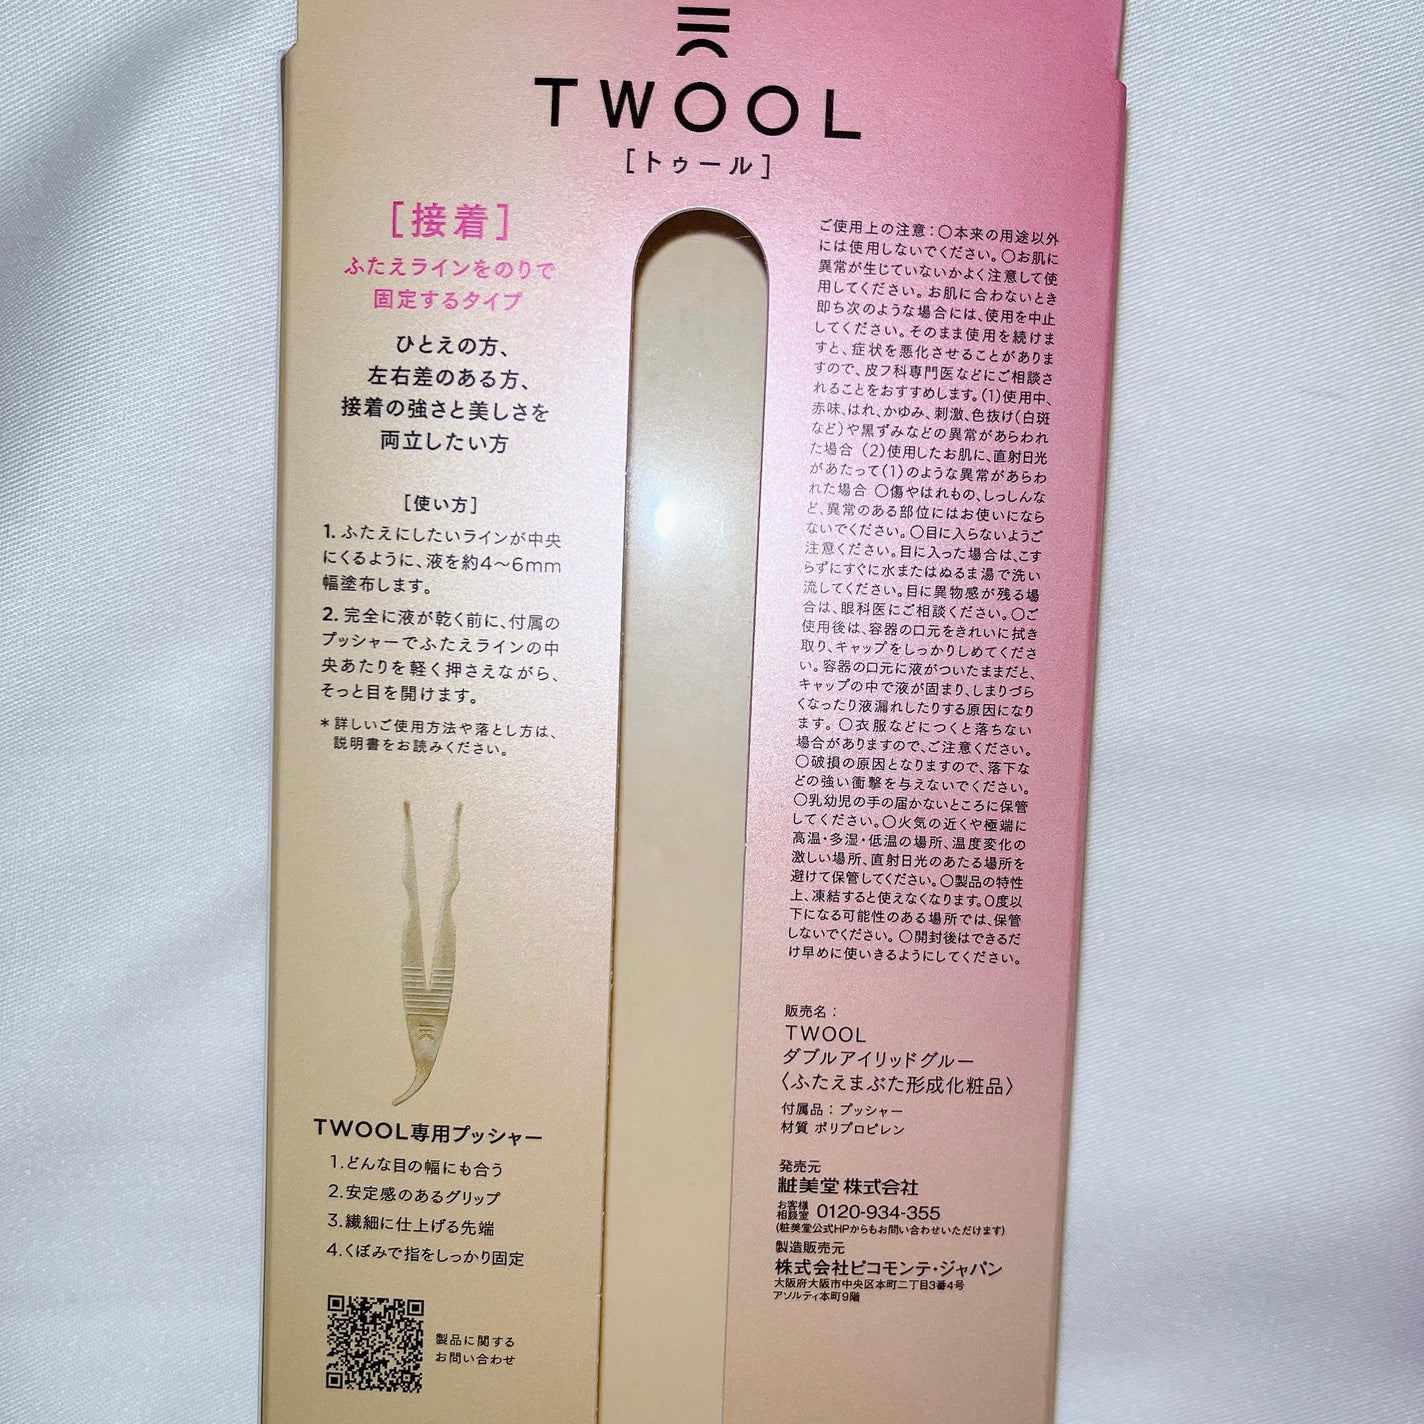 TWOOL
[トゥール]
[接着]
ふたえラインをのりで
固定するタイプ
ひとえの方、
左右差のある方、
接着の強さと美しさを
両立したい方
[使い方]
1. ふたえにしたいラインが中央
にくるように、液を約4〜6mm
幅塗布します。
2. 完全に液が乾く前に、付属の
プッシャーでふたえラインの中
央あたりを軽く押さえながら、
そっと目を開けます。
*詳しいご使用方法や落とし方は、
説明書をお読みください。
TWOOL専用プッシャー
1.どんな目の幅にも合う
2.安定感のあるグリップ
3.繊細に仕上げる先端
4.くぼみで指をしっかり固定
製品に関する
お問い合わせ
ご使用上の注意：○本来の用途以外
には使用しないでください。○お肌に
異常が生じていないかよく注意して使
用してください。お肌に合わないとき
即ち次のような場合には、使用を中止
してください。そのまま使用を続けま
すと、症状を悪化させることがありま
すので、皮フ科専門医などにご相談さ
れることをおすすめします。(1)使用中、
赤味、はれ、かゆみ、刺激、色抜け(白斑
など)や黒ずみなどの異常があらわれ
た場合 (2)使用したお肌に、直射日光
があたって(1)のような異常があらわ
れた場合 ○傷やはれもの、しっしんな
ど、異常のある部位にはお使いになら
ないでください。○目に入らないようご
注意ください。目に入った場合は、こす
らずにすぐに水またはぬるま湯で洗い
流してください。目に異物感が残る場
合は、眼科医にご相談ください。○ご
使用後は、容器の口元をきれいに拭き
取り、キャップをしっかりしめてくださ
い。容器の口元に液がついたままだと、
キャップの中で液が固まり、しまりづら
くなったり液漏れしたりする原因になり
ます。○衣服などにつくと落ちない
場合がありますので、ご注意ください。
○破損の原因となりますので、落下な
どの強い衝撃を与えないでください。
○乳幼児の手の届かないところに保管
してください。○火気の近くや極端に
高温・多湿・低温の場所、温度変化の
激しい場所、直射日光のあたる場所を
避けて保管してください。○製品の特性
上、凍結すると使えなくなります。0度以
下になる可能性のある場所では、保管
しないでください。○開封後はできるだ
け早めに使いきるようにしてください。
販売名：
TWOOL
ダブルアイリッドグルー
〈ふたえまぶた形成化粧品〉
付属品：プッシャー
材質 ポリプロピレン
発売元
粧美堂 株式会社
お客様相談室 0120-934-355
(粧美堂公式HPからもお問い合わせいただけます)
製造販売元
株式会社ピコモンテ・ジャパン
大阪府大阪市中央区本町二丁目3番4号
アソルティ本町9階